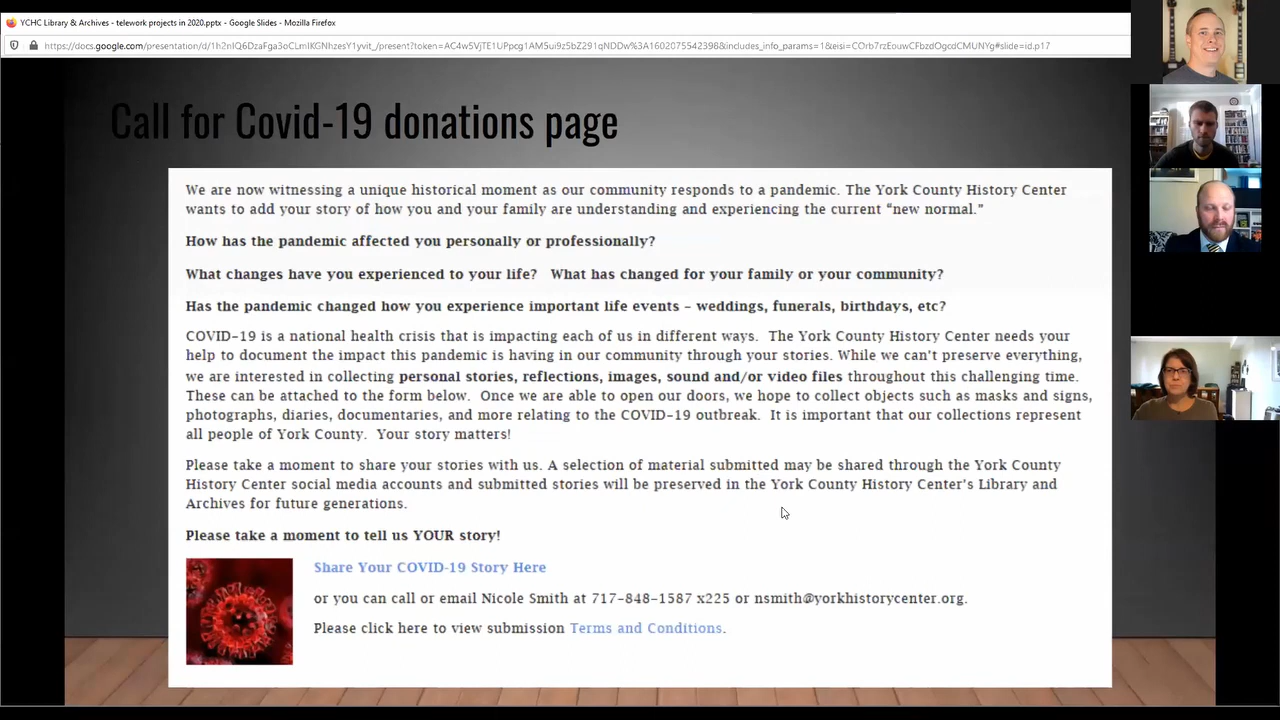 YCHC Library & Archives - telework projects in 2020.pptx - Google Slides - Mozilla Firefox
Call for Covid-19 donations page
We are now witnessing a unique historical moment as our community responds to a pandemic. The York County History Center
wants to add your story of how you and your family are understanding and experiencing the current “new normal.”
How has the pandemic affected you personally or professionally?
What changes have you experienced to your life? What has changed for your family or your community?
Has the pandemic changed how you experience important life events – weddings, funerals, birthdays, etc?
COVID-19 is a national health crisis that is impacting each of us in different ways. The York County History Center needs your
help to document the impact this pandemic is having in our community through your stories. While we can't preserve everything,
we are interested in collecting personal stories, reflections, images, sound and/or video files throughout this challenging time.
These can be attached to the form below. Once we are able to open our doors, we hope to collect objects such as masks and signs,
photographs, diaries, documentaries, and more relating to the COVID-19 outbreak. It is important that our collections represent
all people of York County. Your story matters!
Please take a moment to share your stories with us. A selection of material submitted may be shared through the York County
History Center social media accounts and submitted stories will be preserved in the York County History Center's Library and
Archives for future generations.
Please take a moment to tell us YOUR story!
Share Your COVID-19 Story Here
or you can call or email Nicole Smith at 717-848-1587 x225 or nsmith@yorkhistorycenter.org.
Please click here to view submission Terms and Conditions.